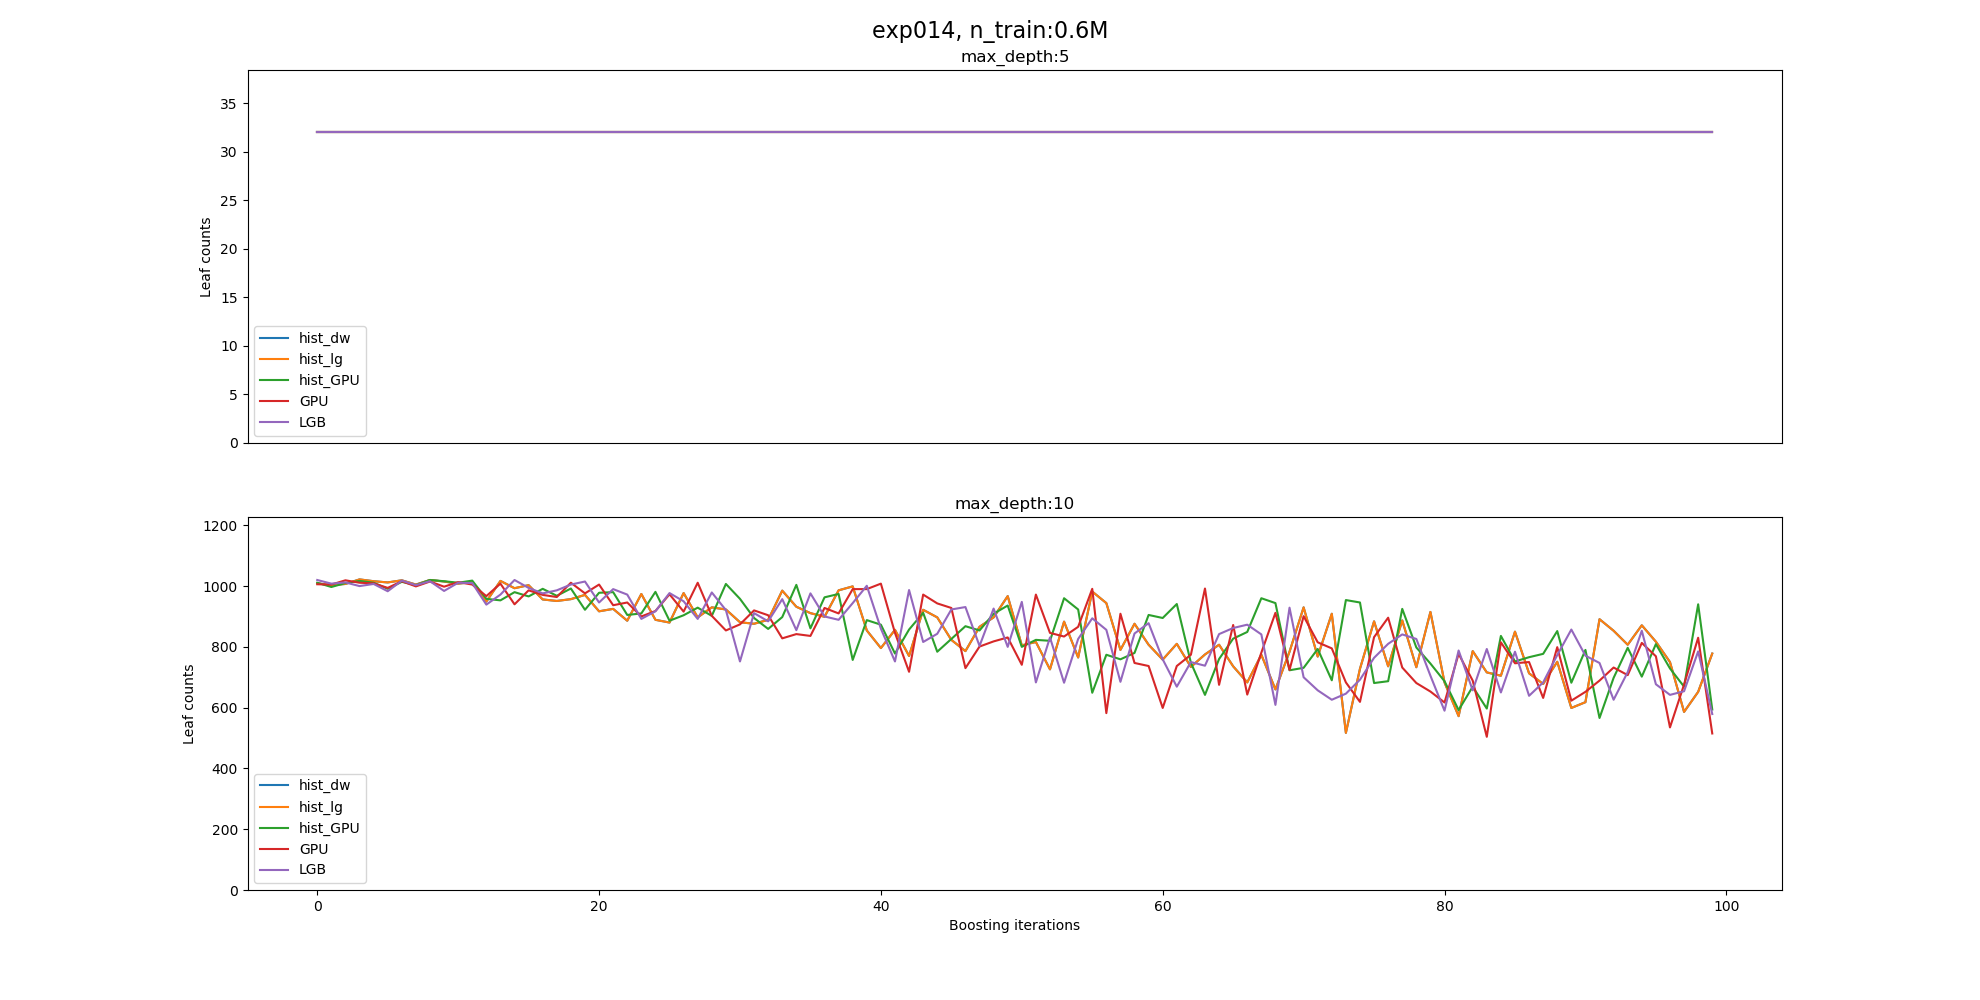 exp014, n_train:0.6M
max_depth:5
35
30
25
20
15
10
5
0
Leaf counts
hist_dw
hist_lg
hist_GPU
GPU
LGB
max_depth:10
1200
1000
800
600
400
200
0
Leaf counts
hist_dw
hist_lg
hist_GPU
GPU
LGB
0 20 40 60 80 100
Boosting iterations